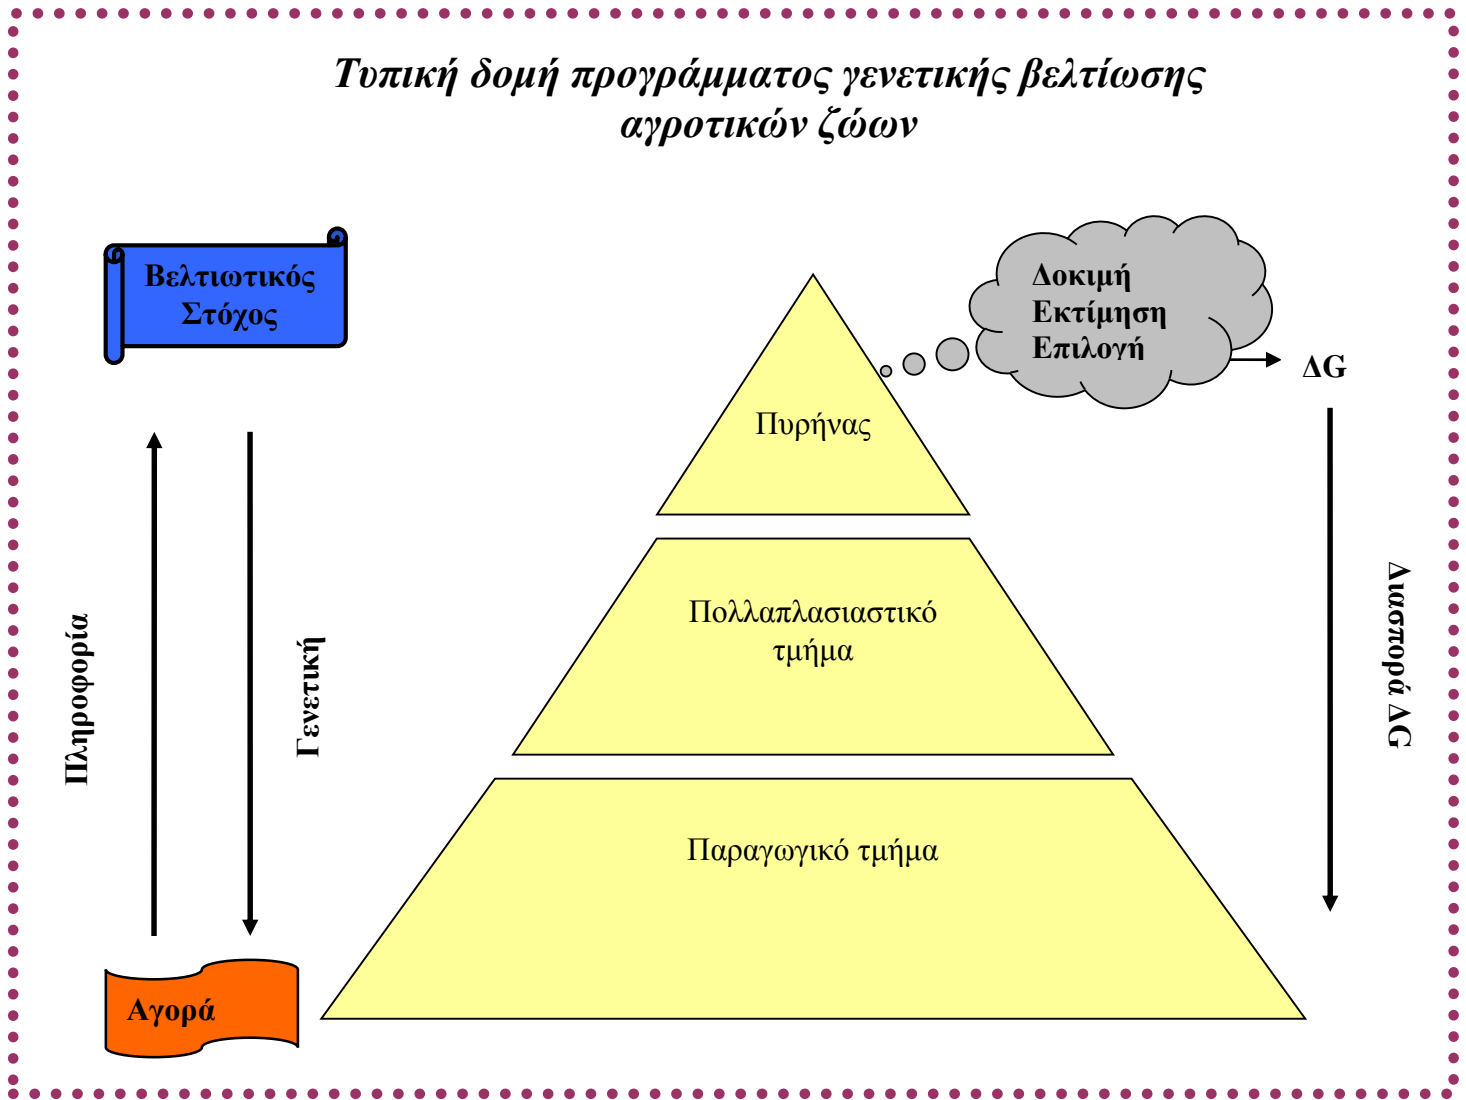 Τυπική δομή προγράμματος γενετικής βελτίωσης
αγροτικών ζώων
Βελτιωτικός
Στόχος
Δοκιμή
Εκτίμηση
Επιλογή
ΔG
Πυρήνας
Πολλαπλασιαστικό
τμήμα
Παραγωγικό τμήμα
Πληροφορία
Γενετική
Διασπορά ΔG
Αγορά